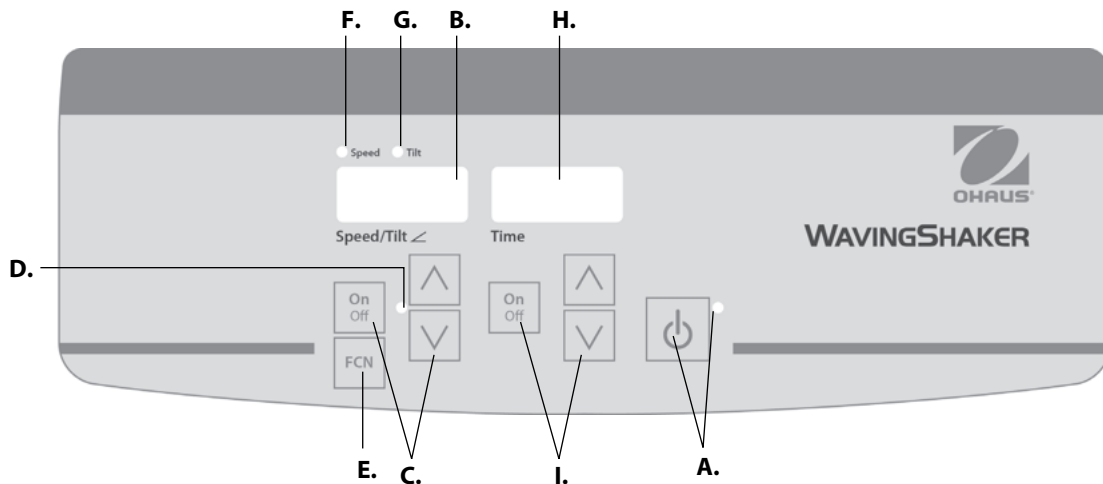 F. G. B. H.
Speed Tilt
OHAUS®
Speed/Tilt Time
WAVINGSHAKER
D.
On On
Off Off
FCN
E. C. I. A.